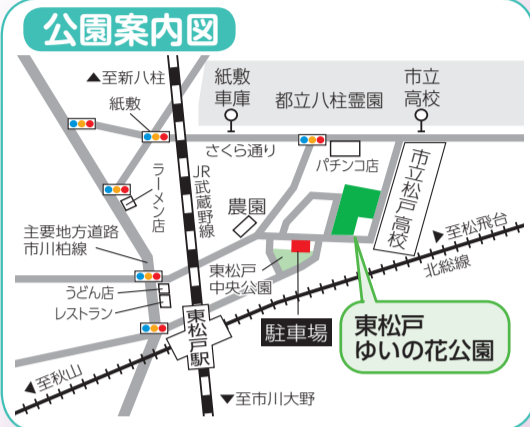 公園案内図
▲至新八柱
紙敷
紙敷
車庫
都立八柱霊園
市立
高校
さくら通り
パチンコ店
ラーメン店
JR武蔵野線
農園
市立松戸高校
主要地方道路
市川柏線
▼至松飛台
北総線
東松戸
中央公園
うどん店
レストラン
東松戸駅
駐車場
東松戸
ゆいの花公園
◀至秋山
▼至市川大野